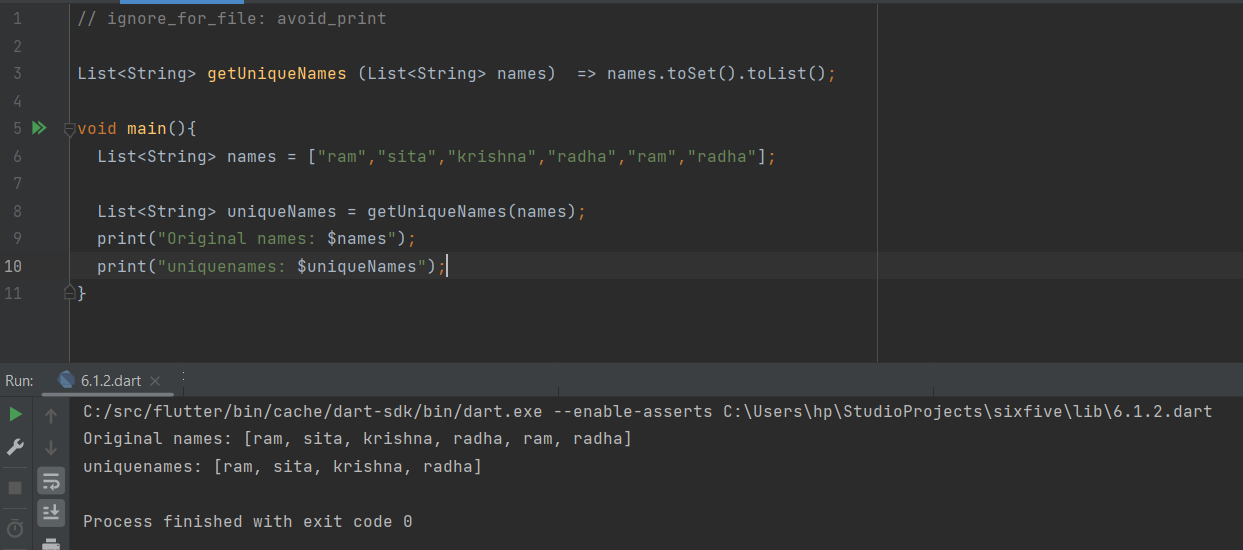 1 // ignore_for_file: avoid_print
2
3 List<String> getUniqueNames (List<String> names)  => names.toSet().toList();
4
5 void main(){
6 List<String> names = ["ram","sita","krishna","radha","ram","radha"];
7
8 List<String> uniqueNames = getUniqueNames(names);
9 print("Original names: $names");
10 print("uniquenames: $uniqueNames");
11 }
Run: 6.1.2.dart
C:/src/flutter/bin/cache/dart-sdk/bin/dart.exe --enable-asserts C:\Users\hp\StudioProjects\sixfive\lib\6.1.2.dart
Original names: [ram, sita, krishna, radha, ram, radha]
uniquenames: [ram, sita, krishna, radha]
Process finished with exit code 0